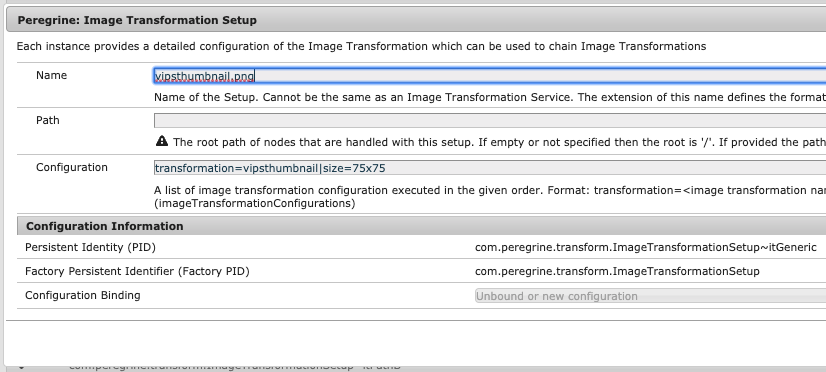 Peregrine: Image Transformation Setup
Each instance provides a detailed configuration of the Image Transformation which can be used to chain Image Transformations
Name
vipsthumbnail.png
Name of the Setup. Cannot be the same as an Image Transformation Service. The extension of this name defines the format
Path
The root path of nodes that are handled with this setup. If empty or not specified then the root is '/'. If provided the path
Configuration
transformation=vipsthumbnail|size=75x75
A list of image transformation configuration executed in the given order. Format: transformation=<image transformation nar
(imageTransformationConfigurations)
Configuration Information
Persistent Identity (PID)
com.peregrine.transform.ImageTransformationSetup~itGeneric
Factory Persistent Identifier (Factory PID)
com.peregrine.transform.ImageTransformationSetup
Configuration Binding
Unbound or new configuration